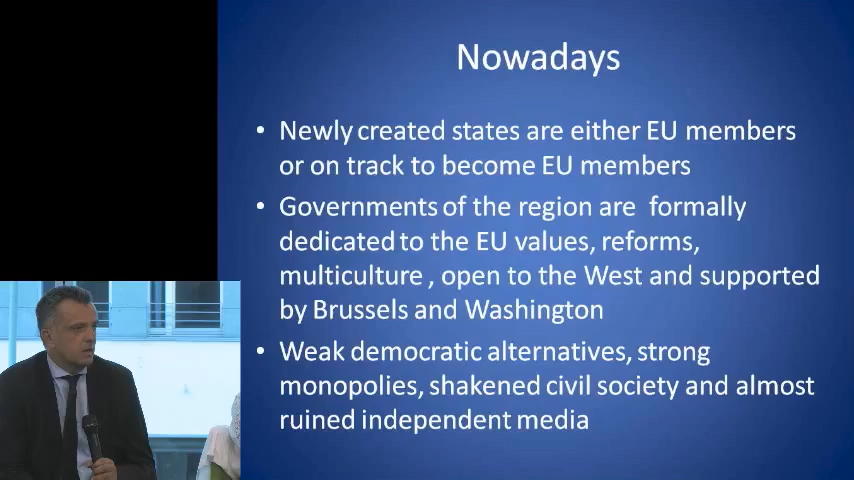 Nowadays
• Newly created states are either EU members
or on track to become EU members
• Governments of the region are formally
dedicated to the EU values, reforms,
multiculture , open to the West and supported
by Brussels and Washington
• Weak democratic alternatives, strong
monopolies, shakened civil society and almost
ruined independent media